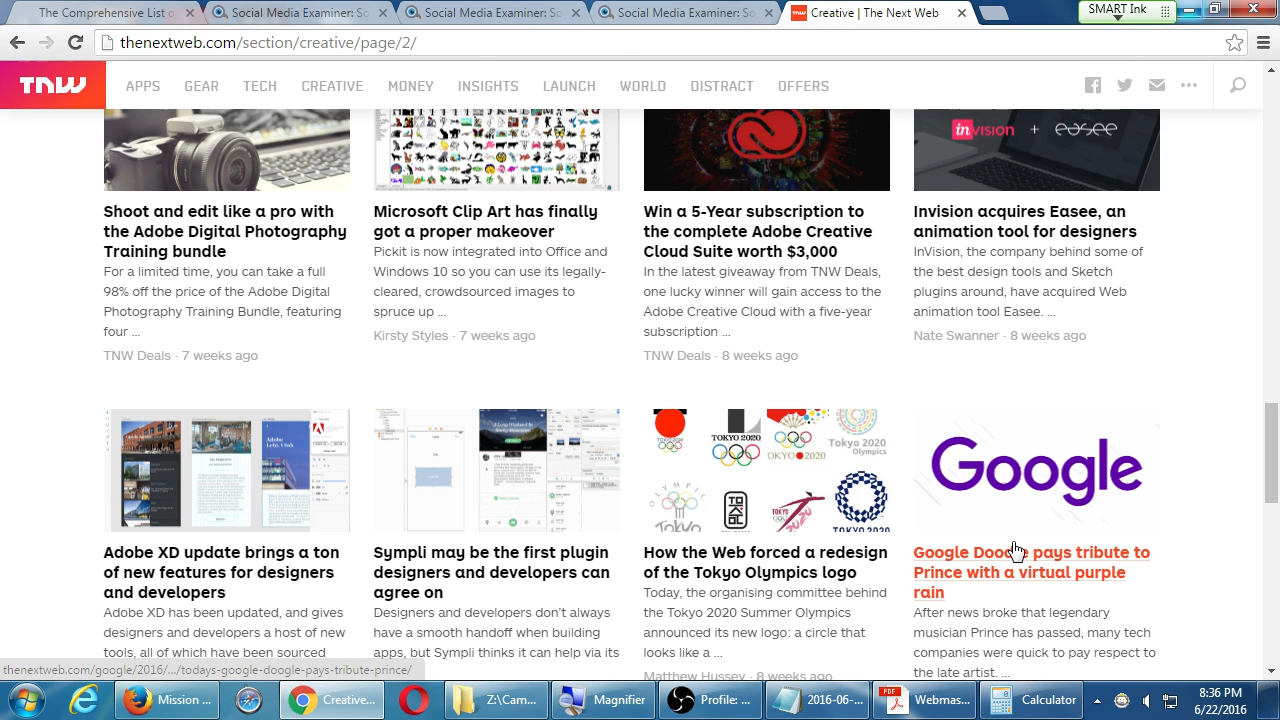 The Comprehensive List o
Social Media Examiner: So
Social Media Examiner: So
Social Media Examiner: So
Creative | The Next Web
SMART Ink
thenextweb.com/section/creative/page/2/
TNW
APPS
GEAR
TECH
CREATIVE
MONEY
INSIGHTS
LAUNCH
WORLD
DISTRACT
OFFERS
invision + easee
Shoot and edit like a pro with
the Adobe Digital Photography
Training bundle
For a limited time, you can take a full
98% off the price of the Adobe Digital
Photography Training Bundle, featuring
four ...
TNW Deals · 7 weeks ago
Microsoft Clip Art has finally
got a proper makeover
Pickit is now integrated into Office and
Windows 10 so you can use its legally-
cleared, crowdsourced images to
spruce up ...
Kirsty Styles · 7 weeks ago
Win a 5-Year subscription to
the complete Adobe Creative
Cloud Suite worth $3,000
In the latest giveaway from TNW Deals,
one lucky winner will gain access to the
Adobe Creative Cloud with a five-year
subscription ...
TNW Deals · 8 weeks ago
Invision acquires Easee, an
animation tool for designers
InVision, the company behind some of
the best design tools and Sketch
plugins around, have acquired Web
animation tool Easee. ...
Nate Swanner · 8 weeks ago
TOKYO 2020
OKYO 2020
Tokyo 2020
Olympics
Tokyo
TOKYO 2020
Google
Adobe XD update brings a ton
of new features for designers
and developers
Adobe XD has been updated, and gives
designers and developers a host of new
tools, all of which have been sourced
Sympli may be the first plugin
designers and developers can
agree on
Designers and developers don't always
have a smooth handoff when building
apps, but Sympli thinks it can help via its
How the Web forced a redesign
of the Tokyo Olympics logo
Today, the organising committee behind
the Tokyo 2020 Summer Olympics
announced its new logo: a circle that
looks like a ...
Matthew Hussey · 8 weeks ago
Google Doodle pays tribute to
Prince with a virtual purple
rain
After news broke that legendary
musician Prince has passed, many tech
companies were quick to pay respect to
the late artist. ...
thenextweb.com/google/2016/.../todays-google-doogle-pays-tribute-prince/
Mission ...
Creative...
Z:\Cam...
Magnifier
Profile: ...
2016-06-...
Webmas...
Calculator
8:36 PM
6/22/2016